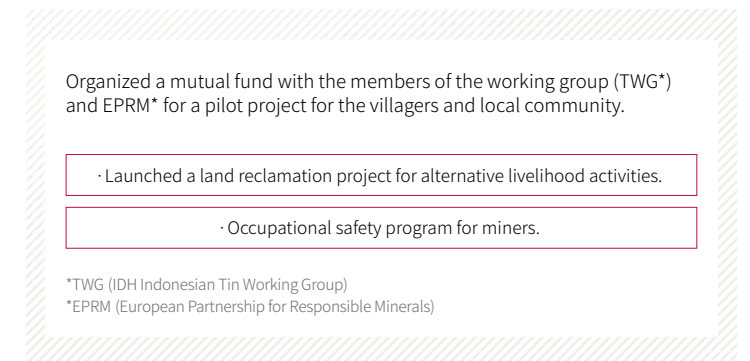 Organized a mutual fund with the members of the working group (TWG*)
and EPRM* for a pilot project for the villagers and local community.
· Launched a land reclamation project for alternative livelihood activities.
· Occupational safety program for miners.
*TWG (IDH Indonesian Tin Working Group)
*EPRM (European Partnership for Responsible Minerals)